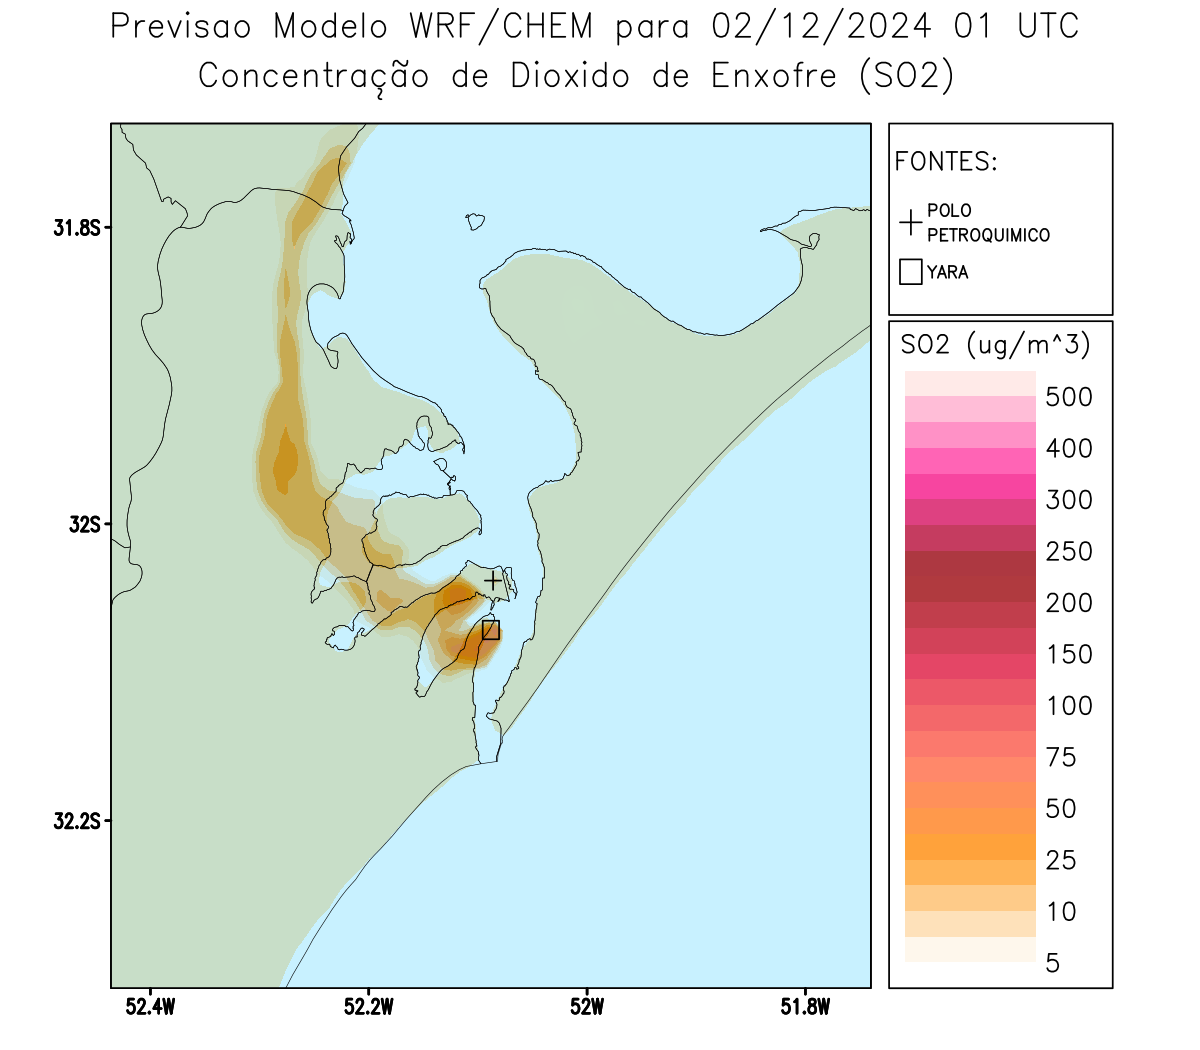 Previsao Modelo WRF/CHEM para 02/12/2024 01 UTC
Concentração de Dioxido de Enxofre (SO2)
FONTES:
POLO
PETROQUIMICO
YARA
31.8S
32S
32.2S
52.4W
52.2W
52W
51.8W
SO2 (ug/m^3)
500
400
300
250
200
150
100
75
50
25
10
5